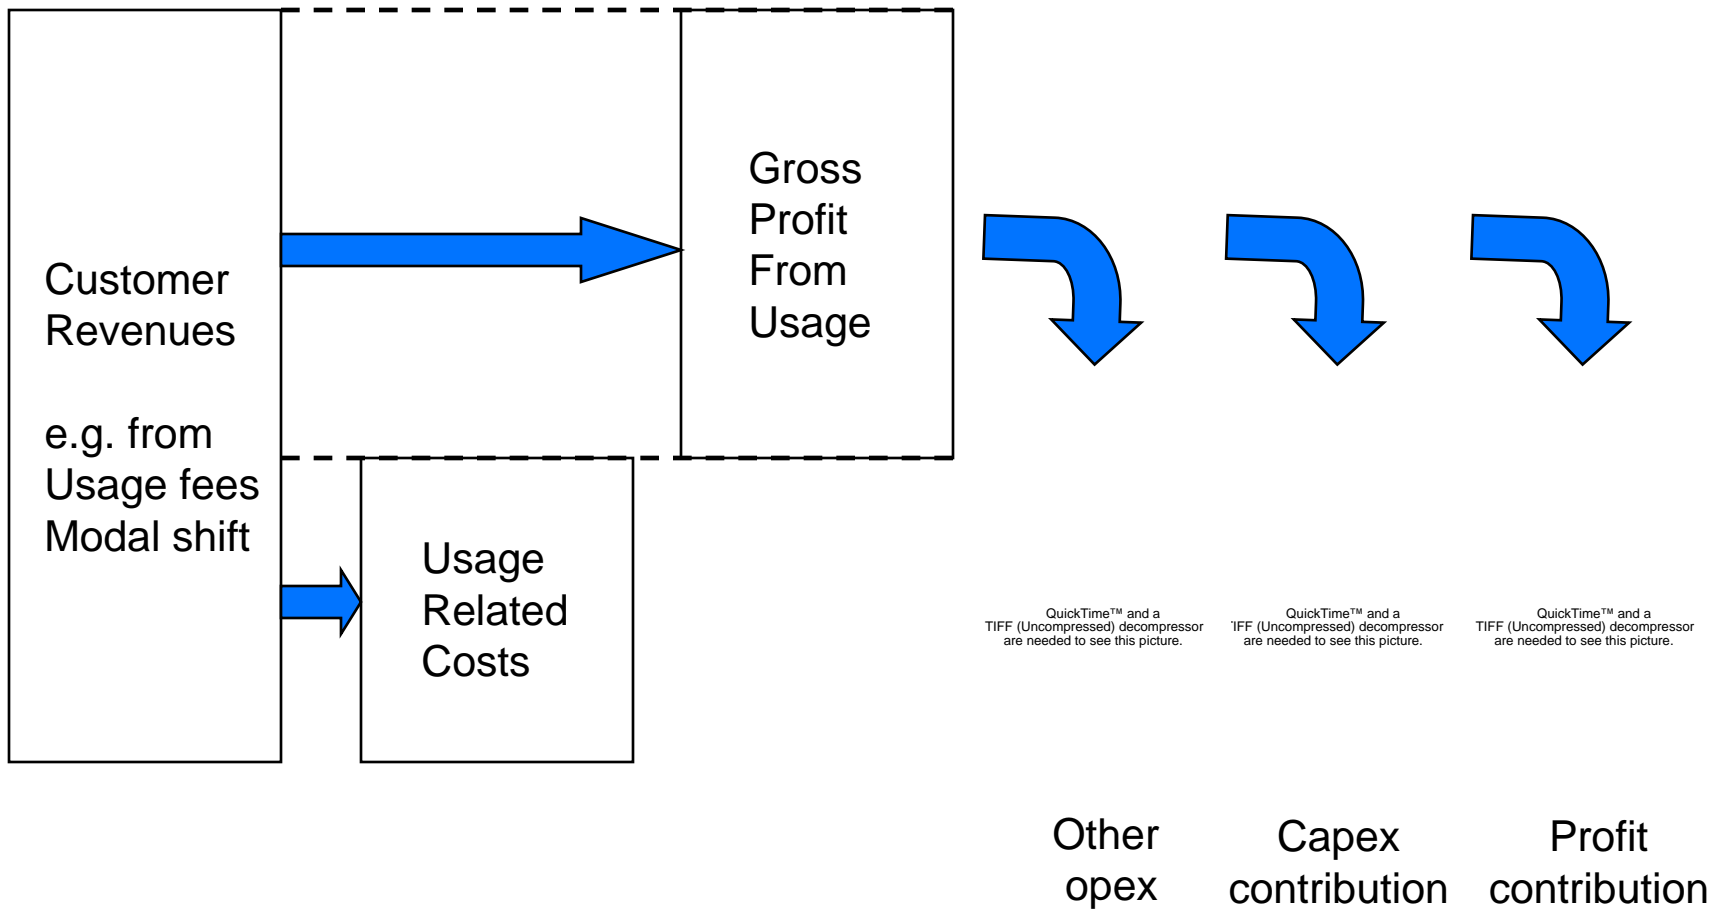 Customer
Revenues
e.g. from
Usage fees
Modal shift
Usage
Related
Costs
Gross
Profit
From
Usage
QuickTime™ and a
TIFF (Uncompressed) decompressor
are needed to see this picture.
QuickTime™ and a
TIFF (Uncompressed) decompressor
are needed to see this picture.
QuickTime™ and a
TIFF (Uncompressed) decompressor
are needed to see this picture.
Other
opex
Capex
contribution
Profit
contribution